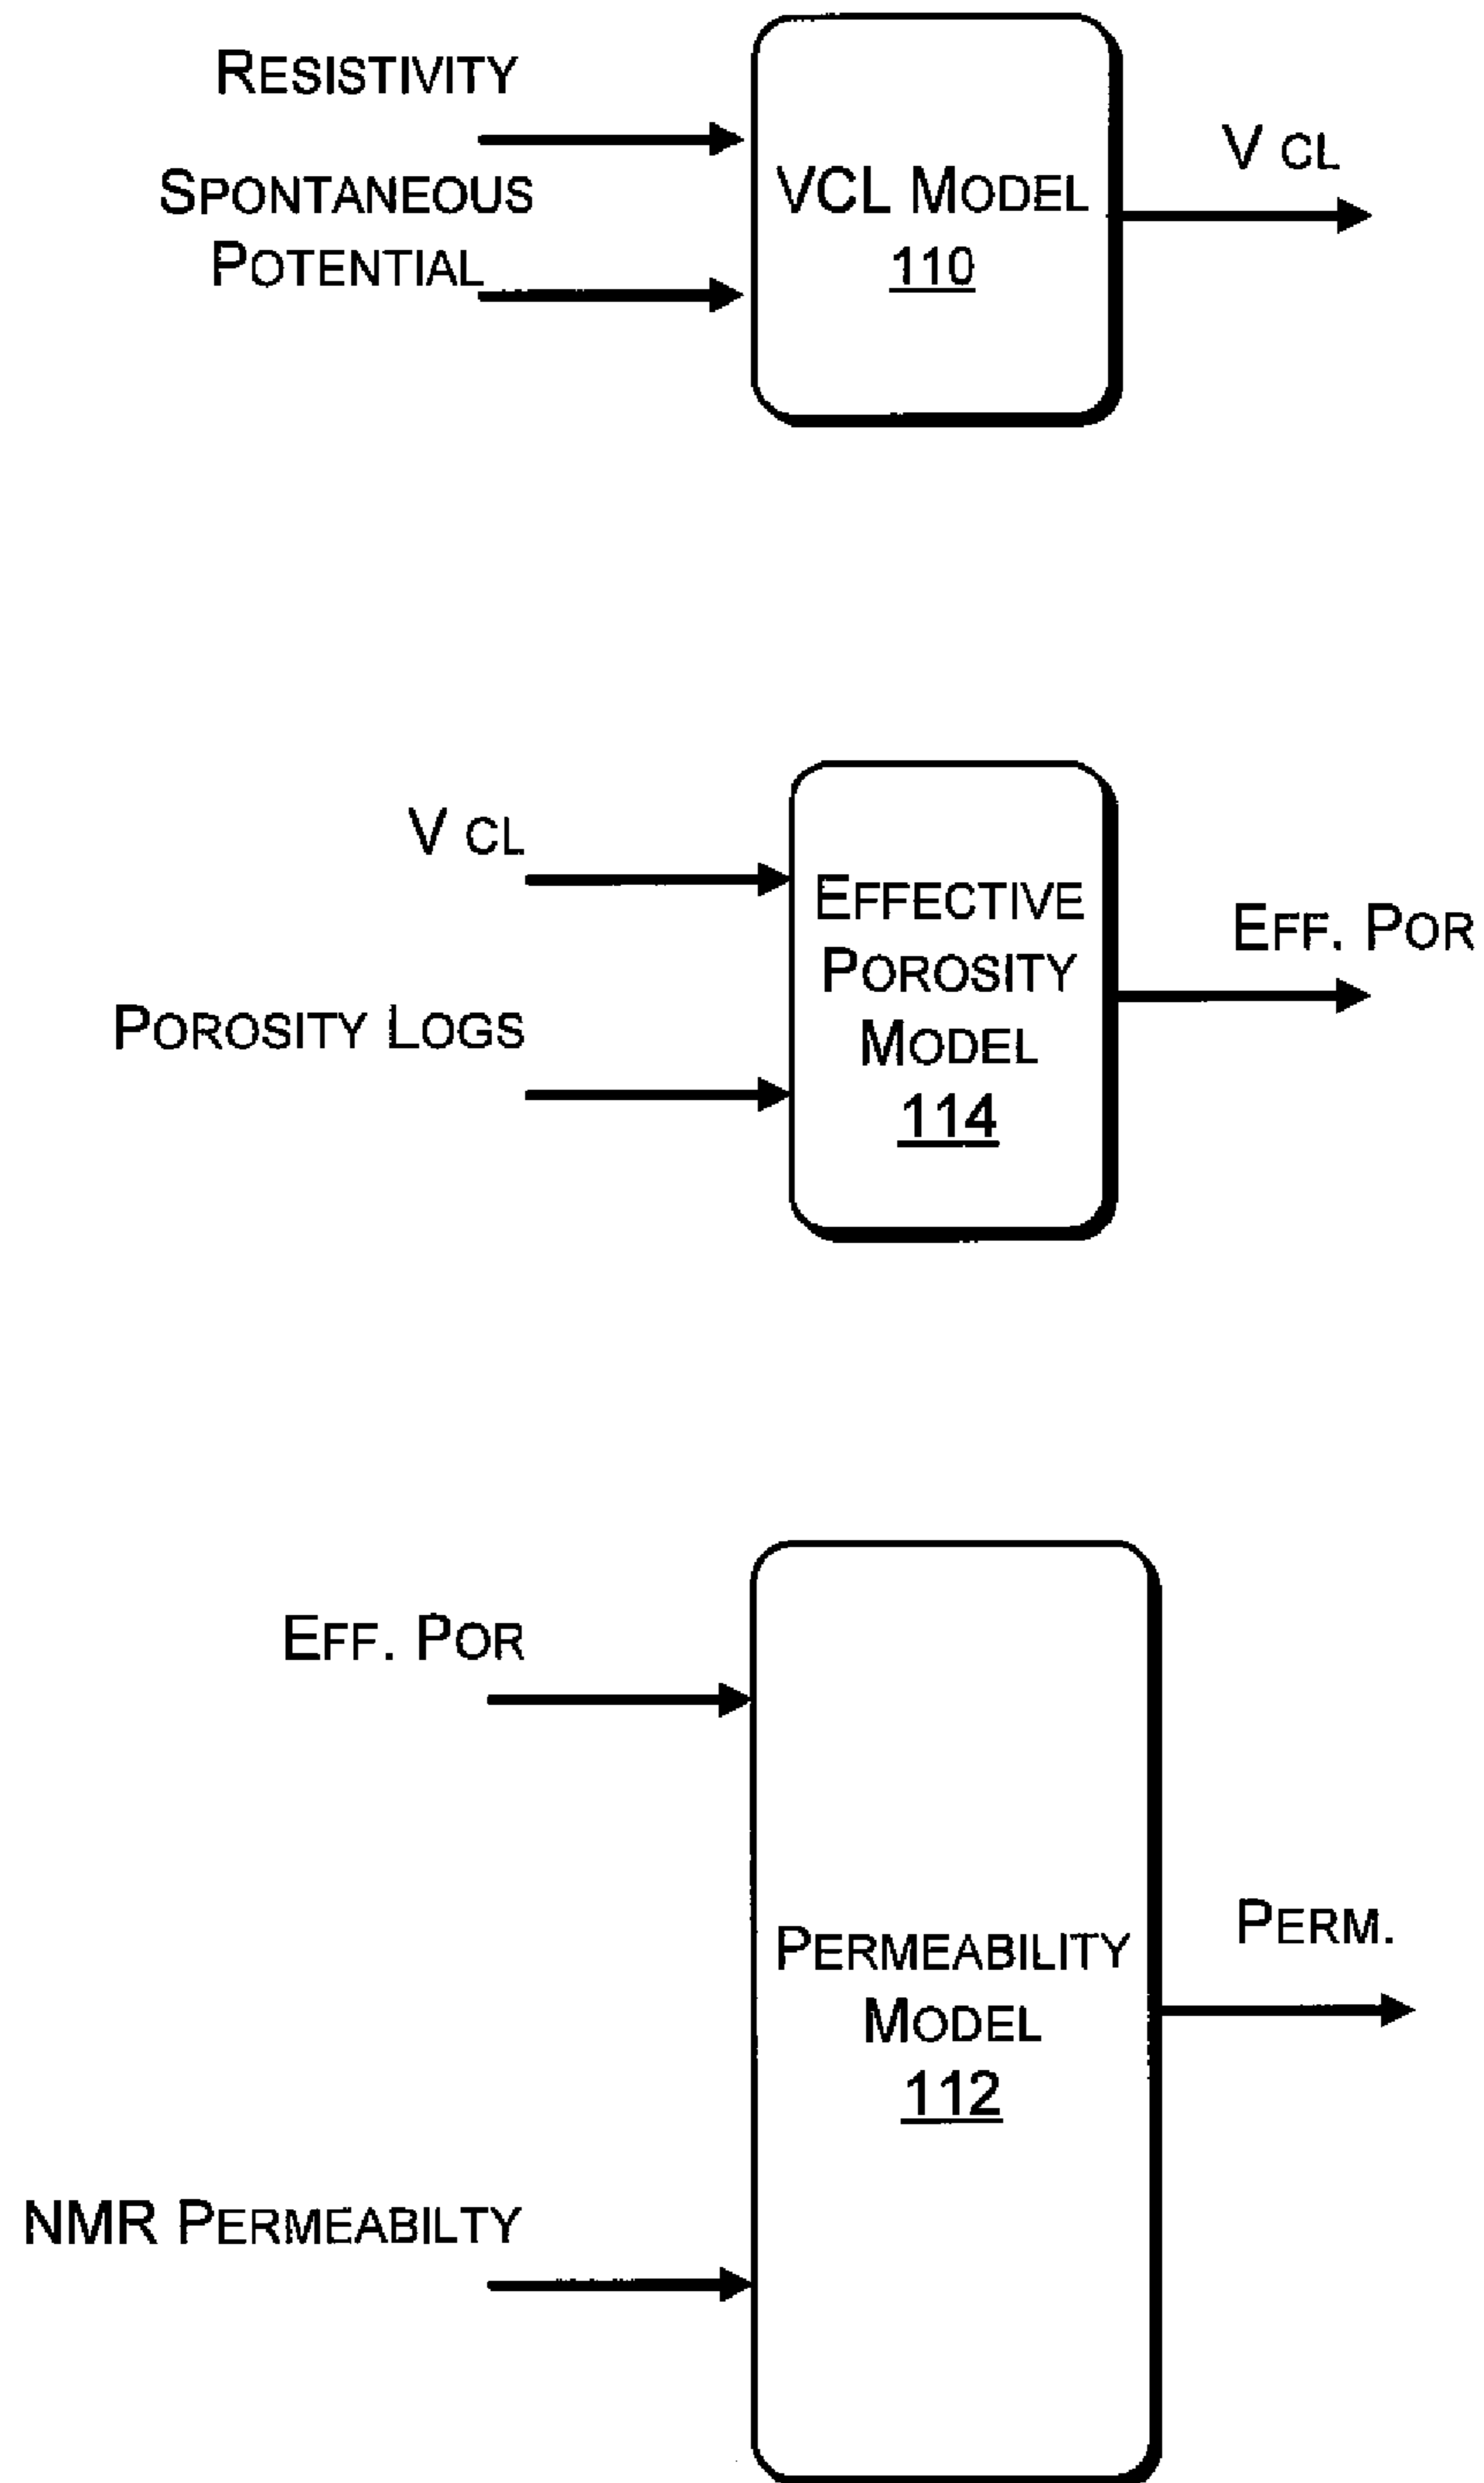 RESISTIVITY
SPONTANEOUS
POTENTIAL
VCL MODEL
110
V CL
V CL
POROSITY LOGS
EFFECTIVE
POROSITY
MODEL
114
EFF. POR
EFF. POR
NMR PERMEABILTY
PERMEABILITY
MODEL
112
PERM.